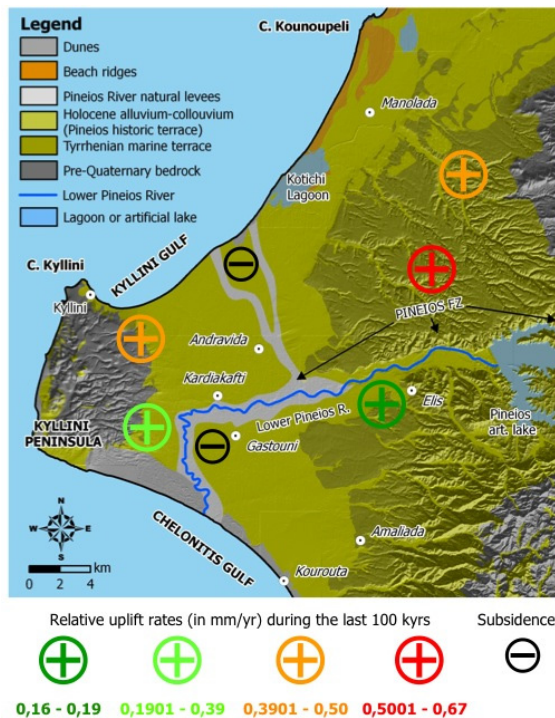 C. Kounoupeli
Legend
Dunes
Beach ridges
Pineios River natural levees
Holocene alluvium-collouvium
(Pineios historic terrace)
Tyrrhenian marine terrace
Pre-Quaternary bedrock
Lower Pineios River
Lagoon or artificial lake
Manolada
Kotichi
Lagoon
KYLLINI GULF
C. Kyllini
Kyllini
PINEIOS FZ
Andravida
Kardiakafti
Elis
Lower Pineios R.
Pineios
art. lake
KYLLINI
PENINSULA
Gastouni
CHELONITIS GULF
Amaliada
Kourouta
N
W
E
S
0 2 4
km
Relative uplift rates (in mm/yr) during the last 100 kyrs
Subsidence
0,16 - 0,19
0,1901 - 0,39
0,3901 - 0,50
0,5001 - 0,67